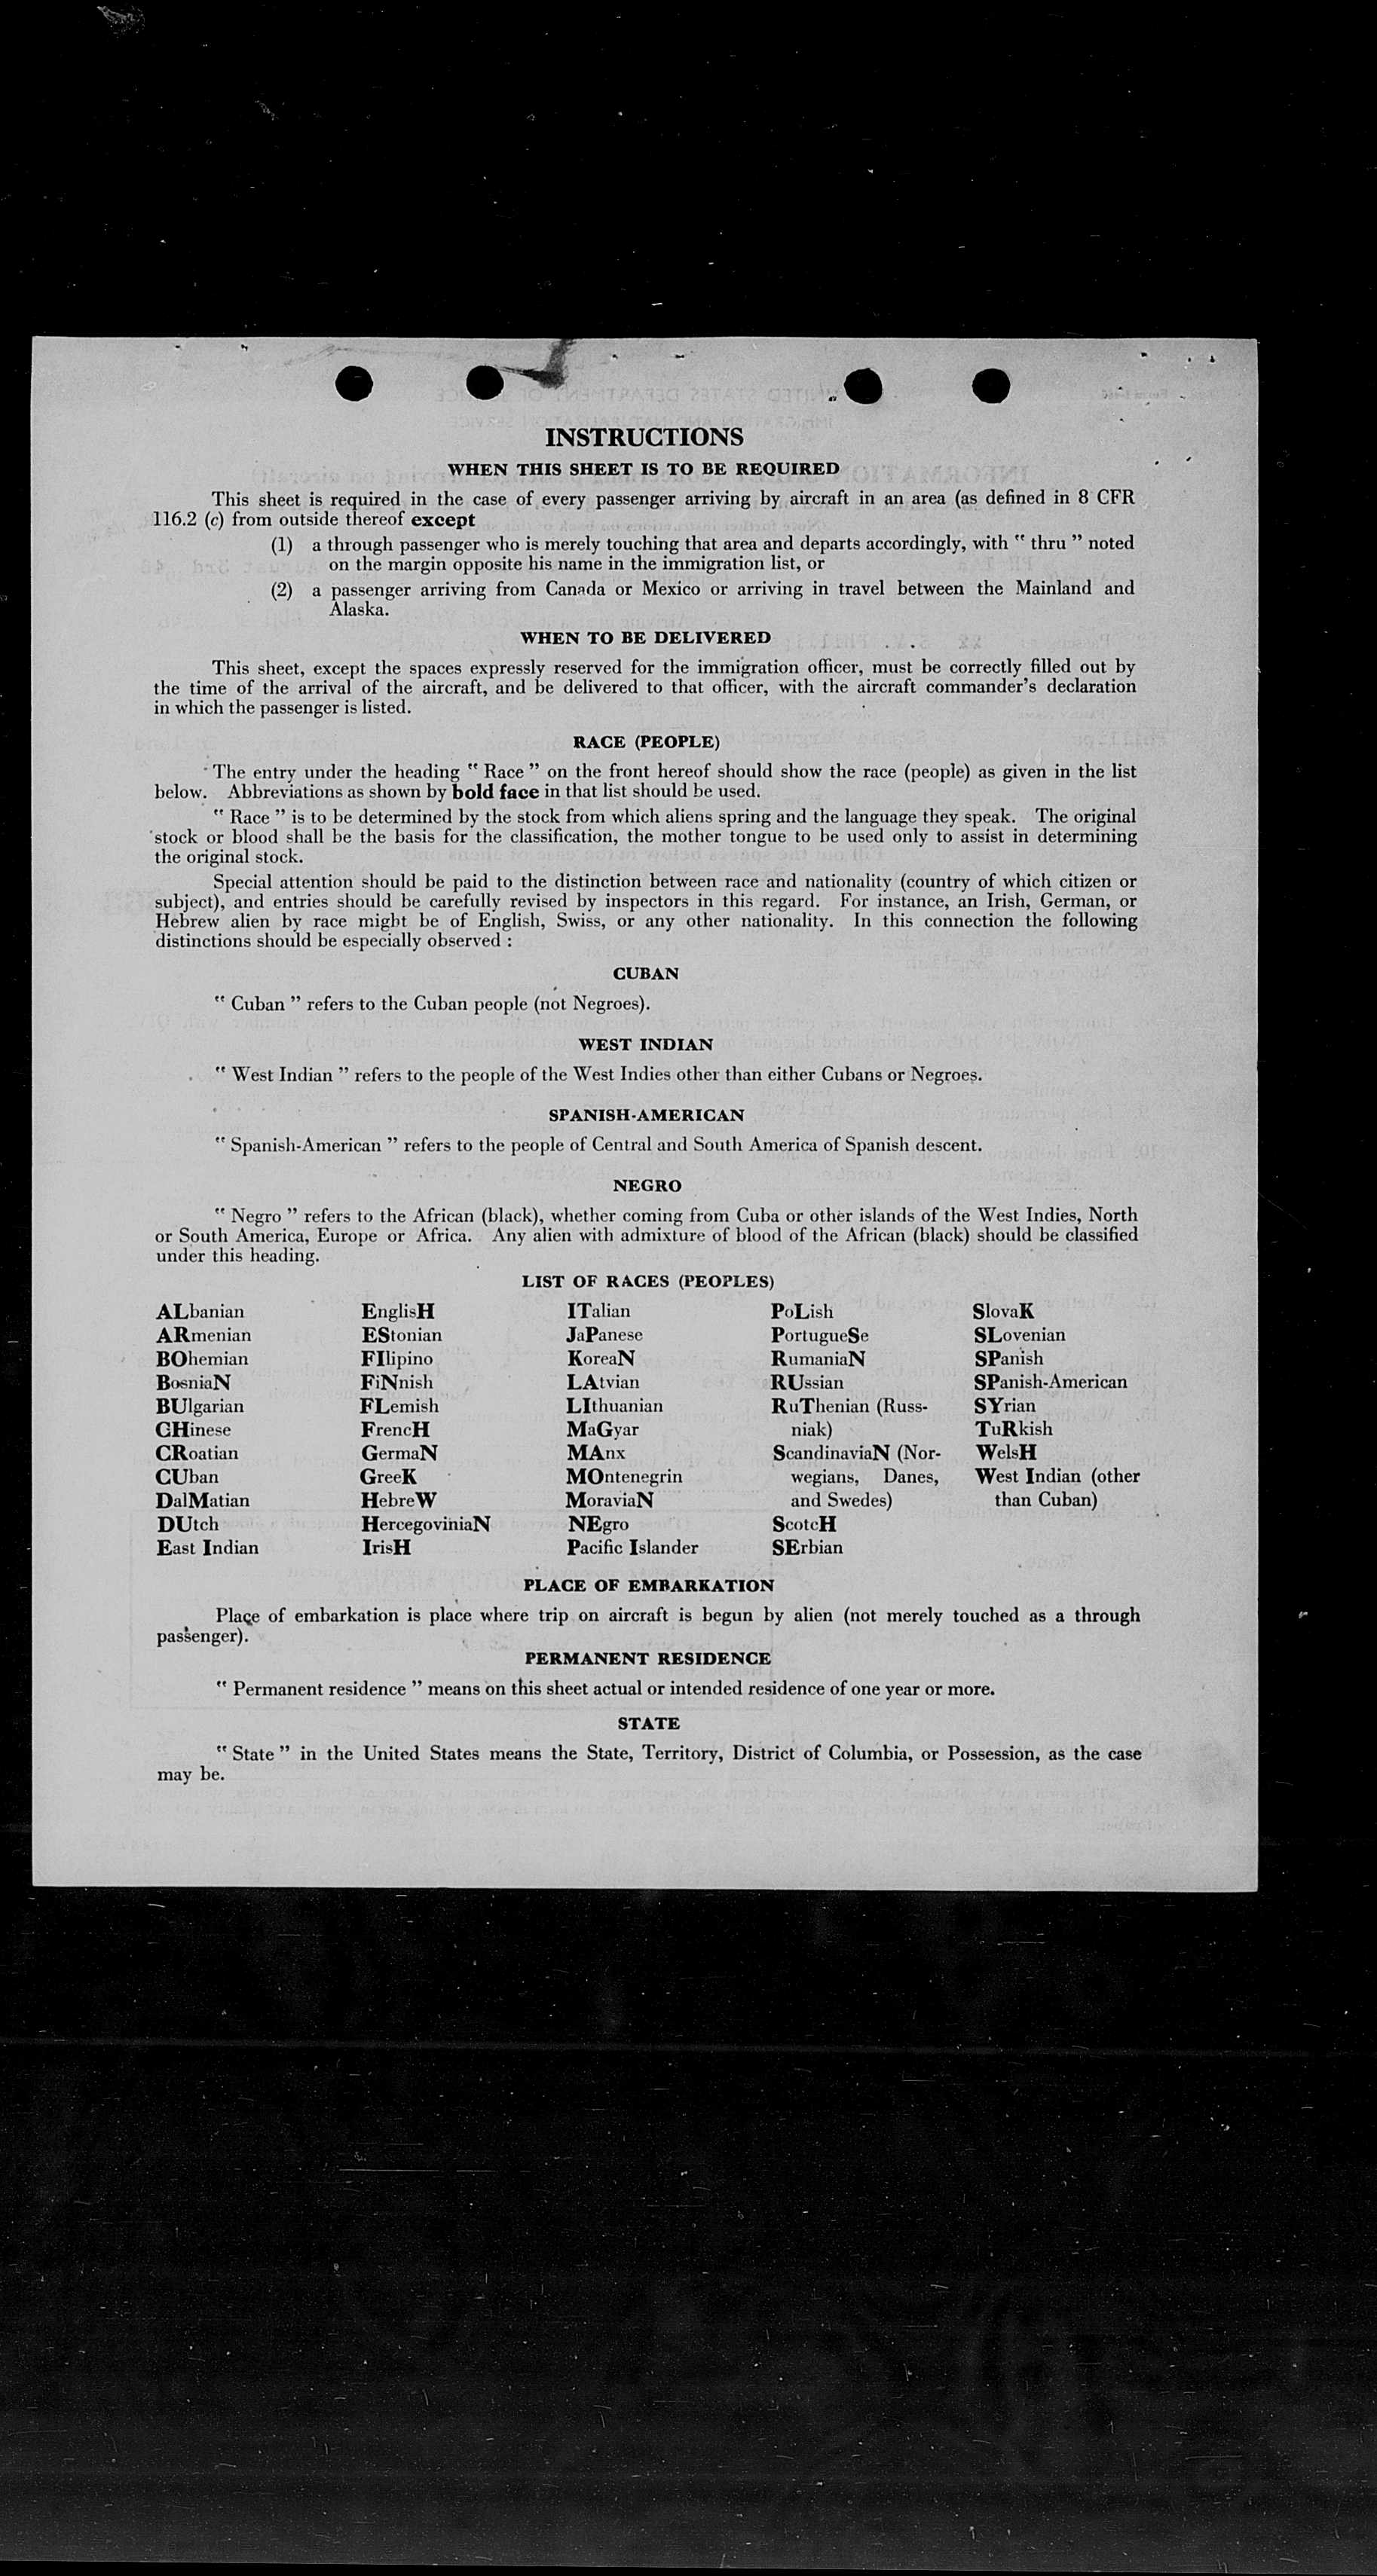 INSTRUCTIONS
WHEN THIS SHEET IS TO BE REQUIRED
This sheet is required in the case of every passenger arriving by aircraft in an area (as defined in 8 CFR
116.2 (c) from outside thereof except
(1) a through passenger who is merely touching that area and departs accordingly, with " thru " noted
on the margin opposite his name in the immigration list, or
(2) a passenger arriving from Canada or Mexico or arriving in travel between the Mainland and
Alaska.
WHEN TO BE DELIVERED
This sheet, except the spaces expressly reserved for the immigration officer, must be correctly filled out by
the time of the arrival of the aircraft, and be delivered to that officer, with the aircraft commander's declaration
in which the passenger is listed.
RACE (PEOPLE)
The entry under the heading " Race " on the front hereof should show the race (people) as given in the list
below. Abbreviations as shown by bold face in that list should be used.
" Race " is to be determined by the stock from which aliens spring and the language they speak. The original
stock or blood shall be the basis for the classification, the mother tongue to be used only to assist in determining
the original stock.
Special attention should be paid to the distinction between race and nationality (country of which citizen or
subject), and entries should be carefully revised by inspectors in this regard. For instance, an Irish, German, or
Hebrew alien by race might be of English, Swiss, or any other nationality. In this connection the following
distinctions should be especially observed :
CUBAN
" Cuban " refers to the Cuban people (not Negroes).
WEST INDIAN
" West Indian " refers to the people of the West Indies other than either Cubans or Negroes.
SPANISH-AMERICAN
" Spanish-American " refers to the people of Central and South America of Spanish descent.
NEGRO
" Negro " refers to the African (black), whether coming from Cuba or other islands of the West Indies, North
or South America, Europe or Africa. Any alien with admixture of blood of the African (black) should be classified
under this heading.
LIST OF RACES (PEOPLES)
ALbanian EnglisH ITalian PoLish SlovaK
ARmenian EStonian JaPanese PortugueSe SLovenian
BOhemian FIlipino KoreaN RumaniaN SPanish
BosniaN FiNnish LAtvian RUssian SPanish-American
BUlgarian FLemish LIthuanian RuThenian (Russ- SYrian
CHinese FrencH MaGyar niak) TuRkish
CRoatian GermaN MAnx ScandinaviaN (Nor- WelsH
CUban GreeK MOntenegrin wegians, Danes, West Indian (other
DalMatian HebreW MoraviaN and Swedes) than Cuban)
DUtch HercegoviniaN NEgro ScotcH
East Indian IrisH Pacific Islander SErbian
PLACE OF EMBARKATION
Place of embarkation is place where trip on aircraft is begun by alien (not merely touched as a through
passenger).
PERMANENT RESIDENCE
" Permanent residence " means on this sheet actual or intended residence of one year or more.
STATE
" State " in the United States means the State, Territory, District of Columbia, or Possession, as the case
may be.